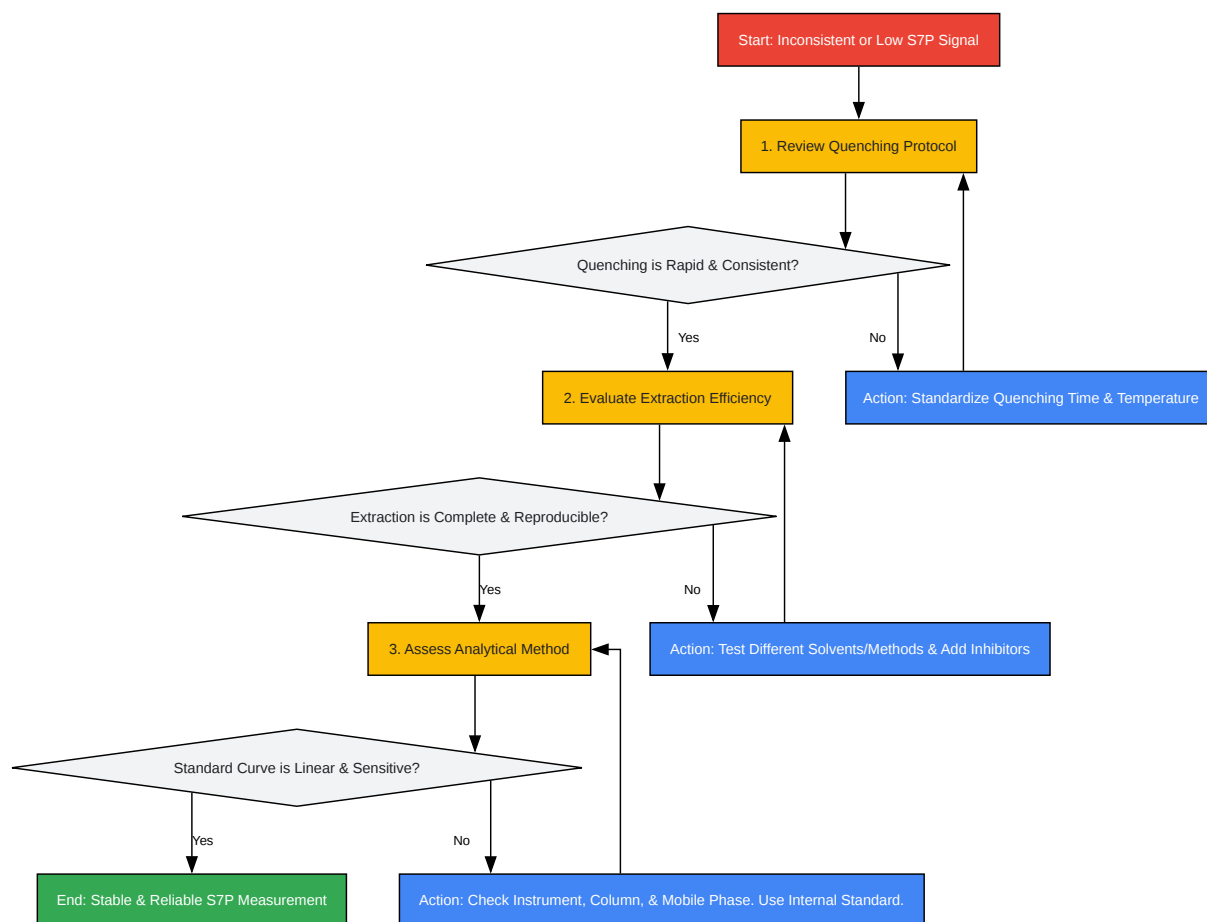 Start: Inconsistent or Low S7P Signal
1. Review Quenching Protocol
Quenching is Rapid & Consistent?
Yes
No
2. Evaluate Extraction Efficiency
Action: Standardize Quenching Time & Temperature
Extraction is Complete & Reproducible?
Yes
No
3. Assess Analytical Method
Action: Test Different Solvents/Methods & Add Inhibitors
Standard Curve is Linear & Sensitive?
Yes
No
End: Stable & Reliable S7P Measurement
Action: Check Instrument, Column, & Mobile Phase. Use Internal Standard.